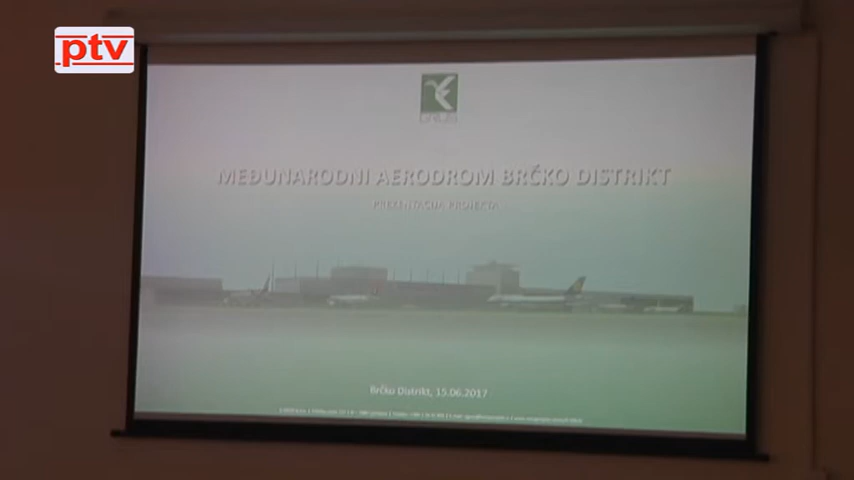 ptv
MEĐUNARODNI AERODROM BRČKO DISTRIKT
PREZENTACIJA PROJEKTA
Brčko Distrikt, 15.06.2017